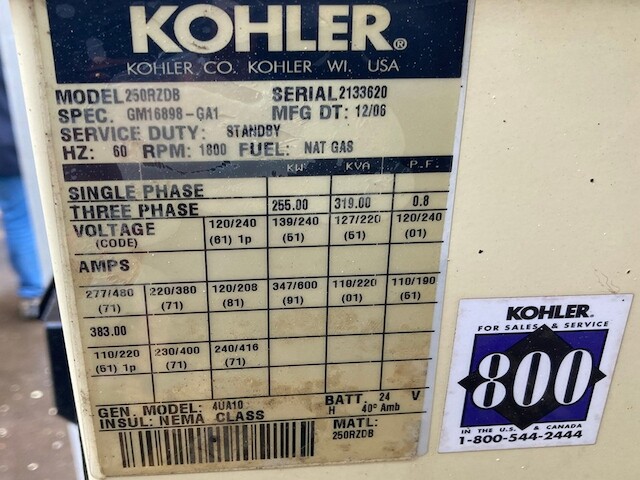 KOHLER®
KOHLER CO. KOHLER WI. USA
MODEL 250RZDB SERIAL 2133620
SPEC. GM16898-GA1 MFG DT: 12/06
SERVICE DUTY: STANDBY
HZ: 60 RPM: 1800 FUEL: NAT GAS
KW KVA P.F.
SINGLE PHASE
THREE PHASE 255.00 319.00 0.8
VOLTAGE 120/240 139/240 127/220 120/240
(CODE) (61) 1p (51) (61) (01)
AMPS
277/480 220/380 120/208 347/600 110/220 110/190
(71) (71) (81) (91) (01) (61)
383.00
110/220 230/400 240/416
(61) 1p (71) (71)
GEN. MODEL: 4UA10 BATT. 24 V
INSUL: NEMA CLASS H 40° Amb
MATL:
250RZDB
KOHLER®
FOR SALES & SERVICE
800
IN THE U.S. & CANADA
1-800-544-2444